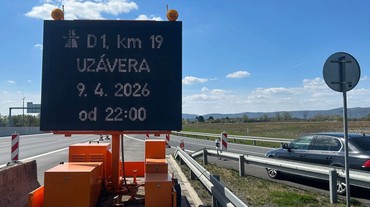 D1, km 19
UZÁVERA
9. 4. 2026
od 22:00